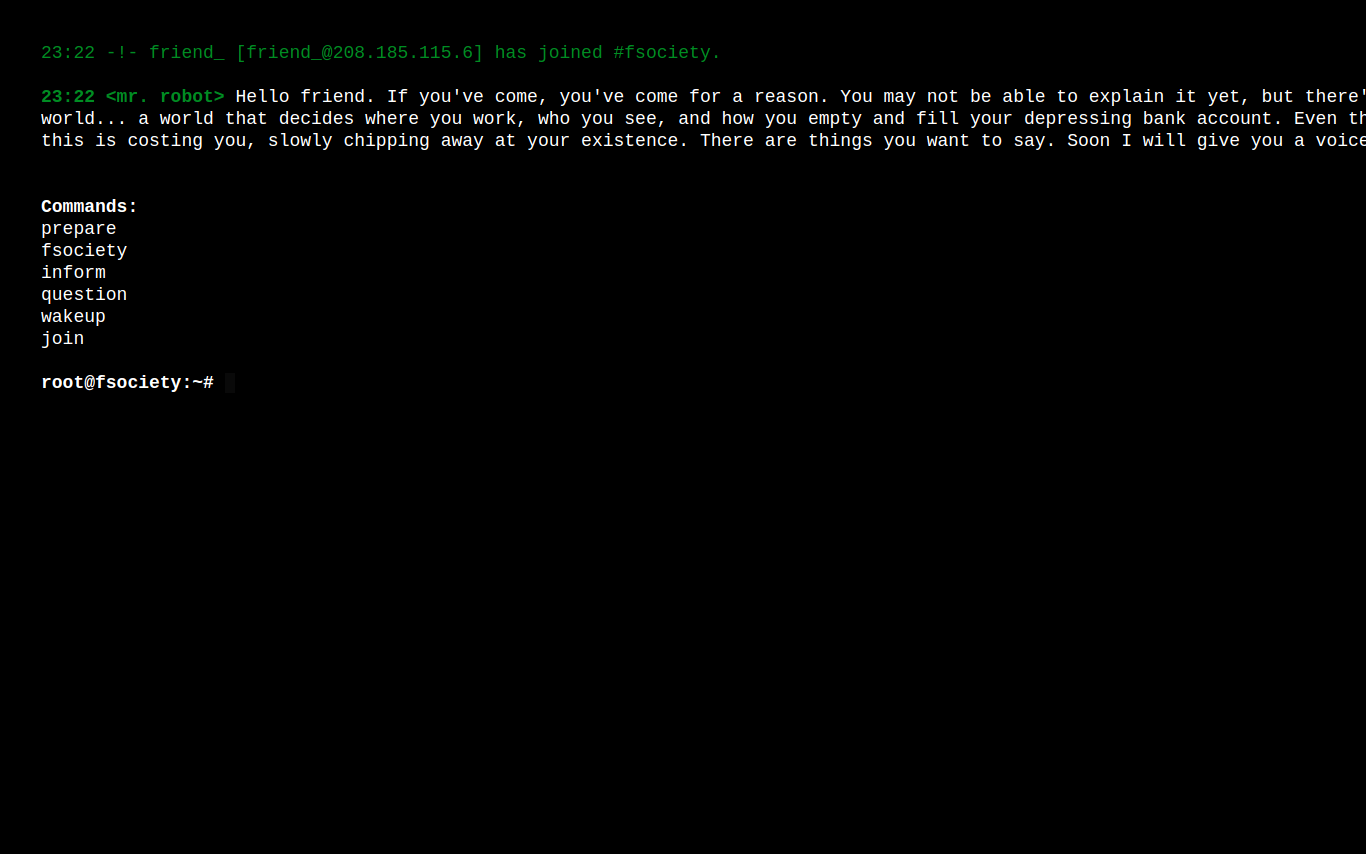 23:22 -!- friend_ [friend_@208.185.115.6] has joined #fsociety.
23:22 <mr. robot> Hello friend. If you've come, you've come for a reason. You may not be able to explain it yet, but there'
world... a world that decides where you work, who you see, and how you empty and fill your depressing bank account. Even th
this is costing you, slowly chipping away at your existence. There are things you want to say. Soon I will give you a voice
Commands:
prepare
fsociety
inform
question
wakeup
join
root@fsociety:~#